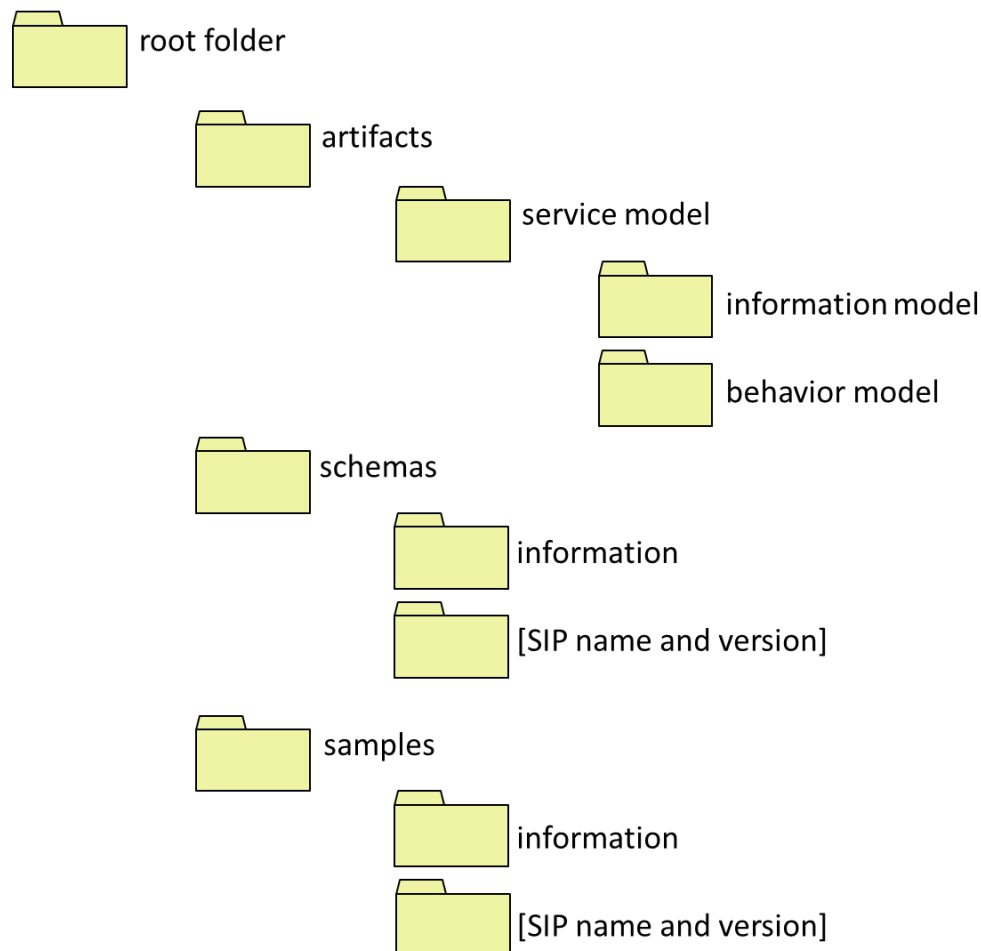 root folder
artifacts
service model
information model
behavior model
schemas
information
[SIP name and version]
samples
information
[SIP name and version]